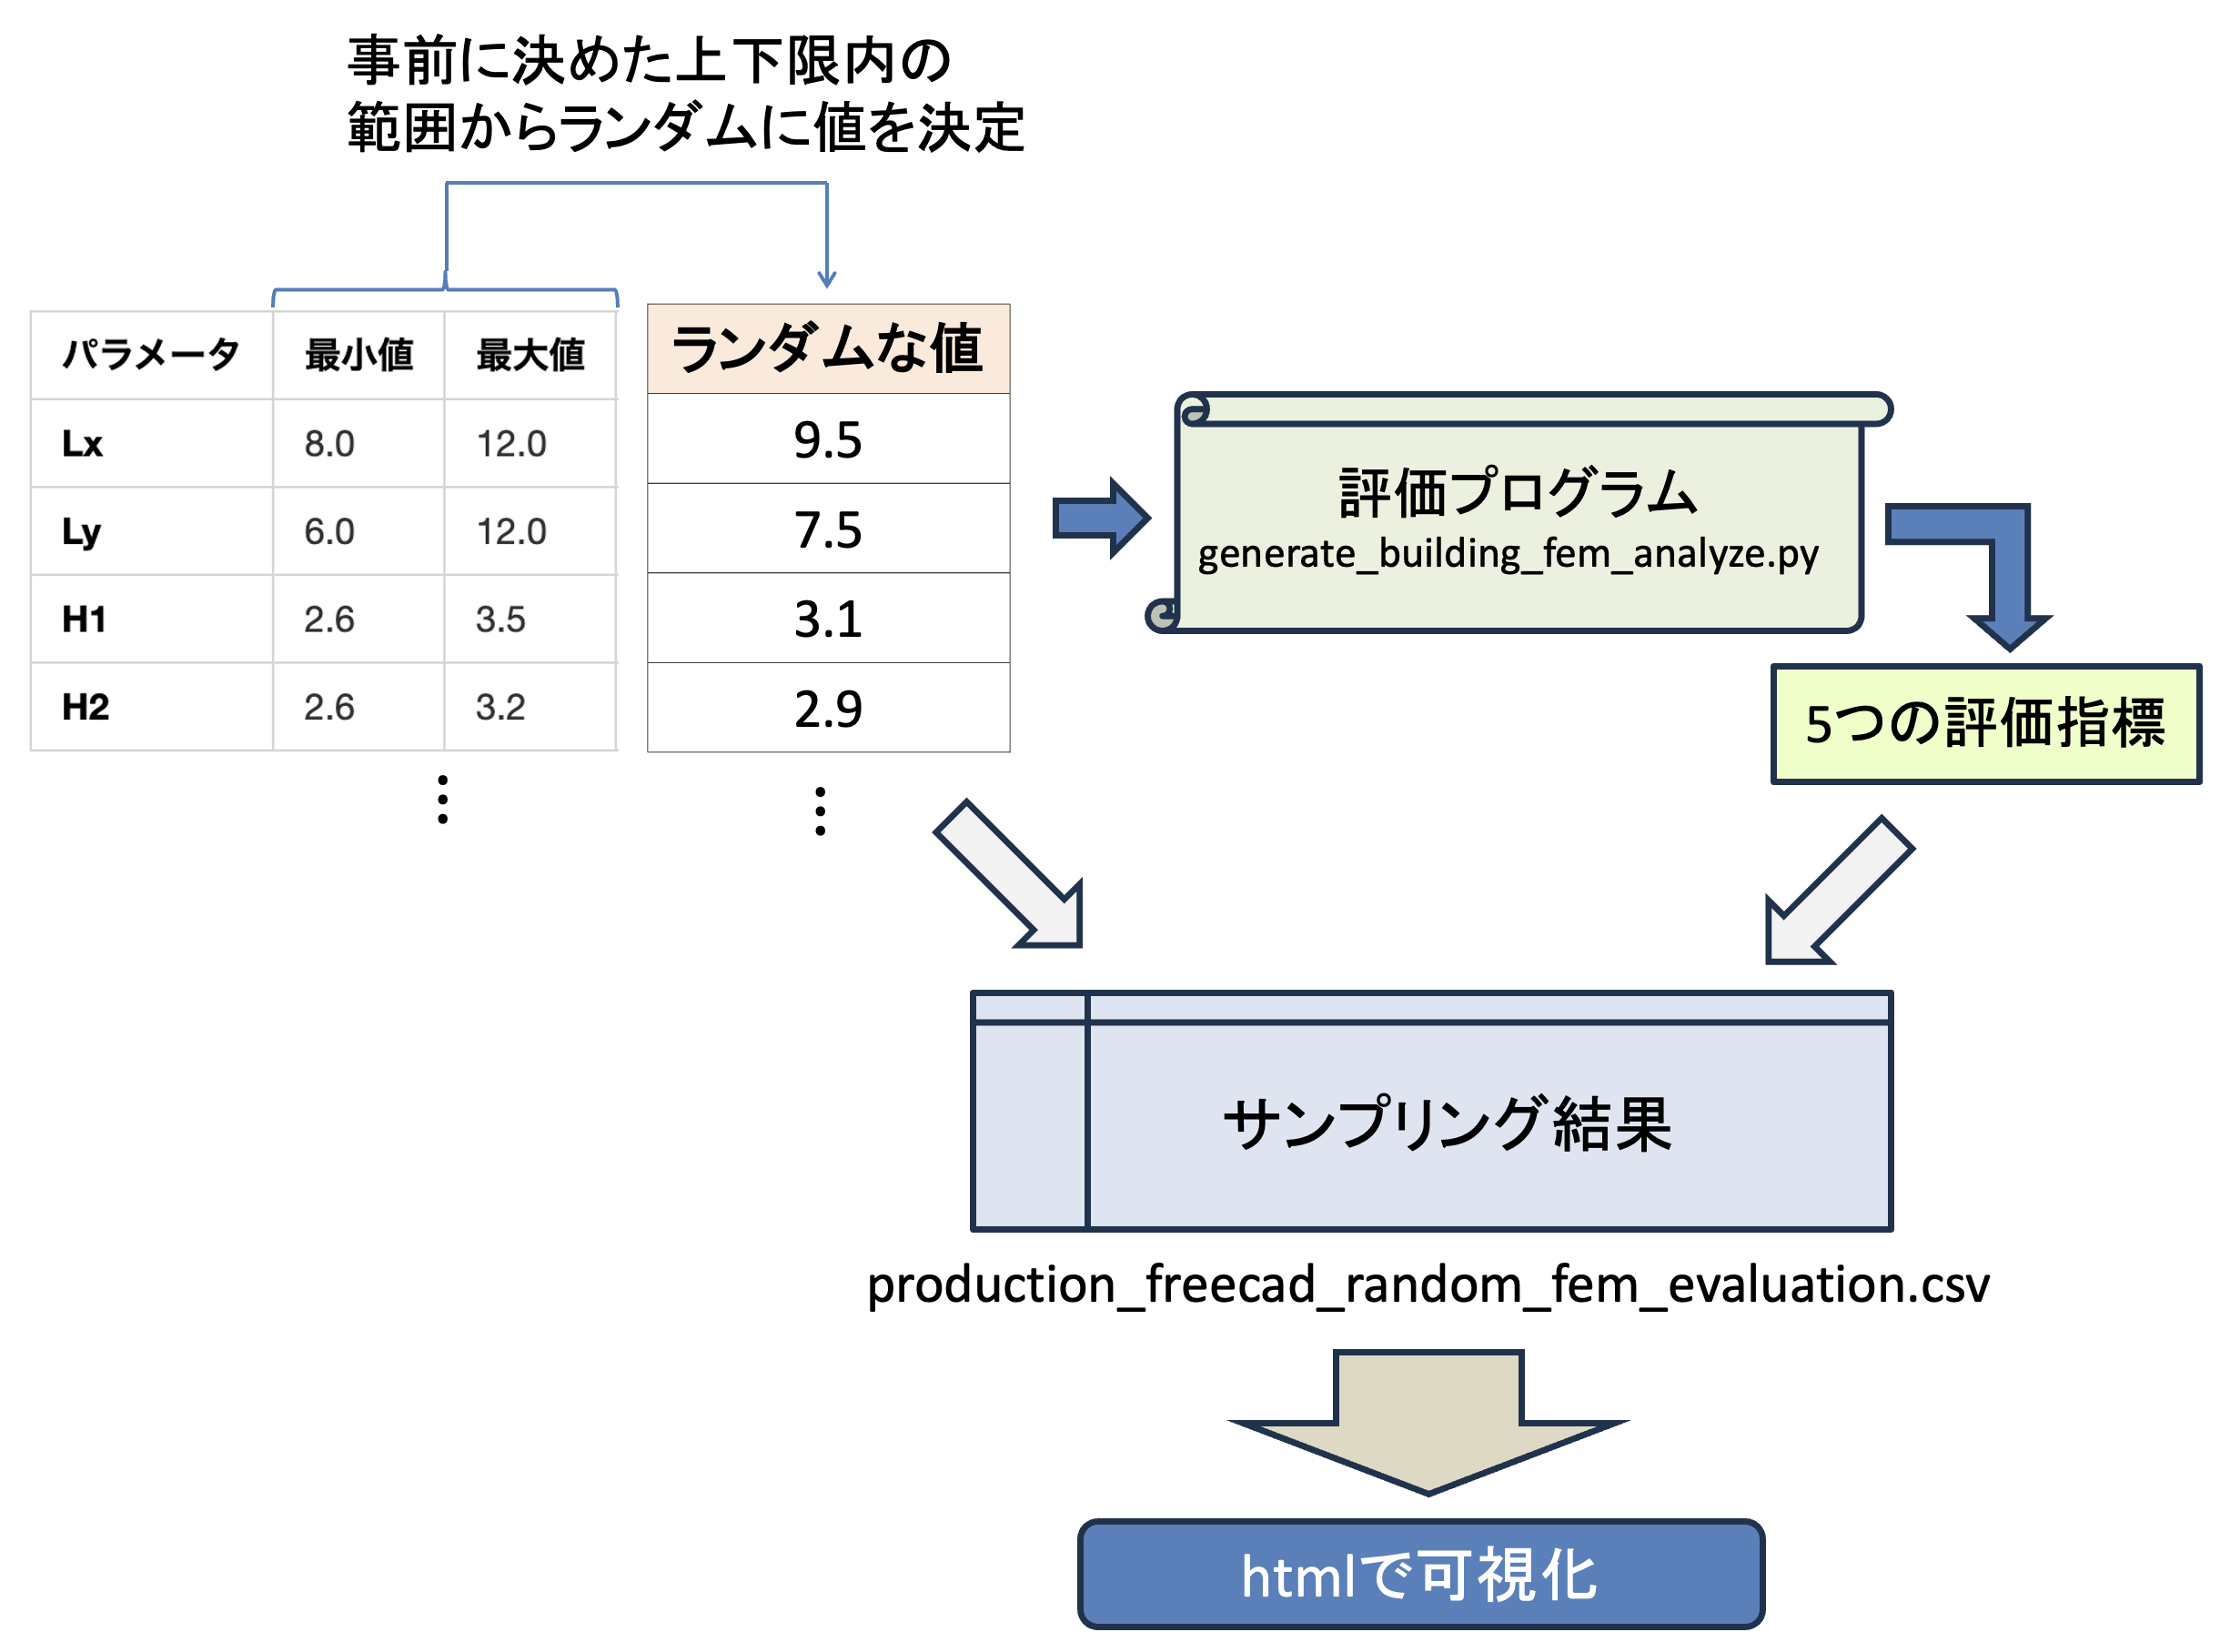 事前に決めた上下限内の
範囲からランダムに値を決定
パラメータ 最小値 最大値 ランダムな値
Lx 8.0 12.0 9.5
Ly 6.0 12.0 7.5
H1 2.6 3.5 3.1
H2 2.6 3.2 2.9
評価プログラム
generate_building_fem_analyze.py
5つの評価指標
サンプリング結果
production_freecad_random_fem_evaluation.csv
htmlで可視化